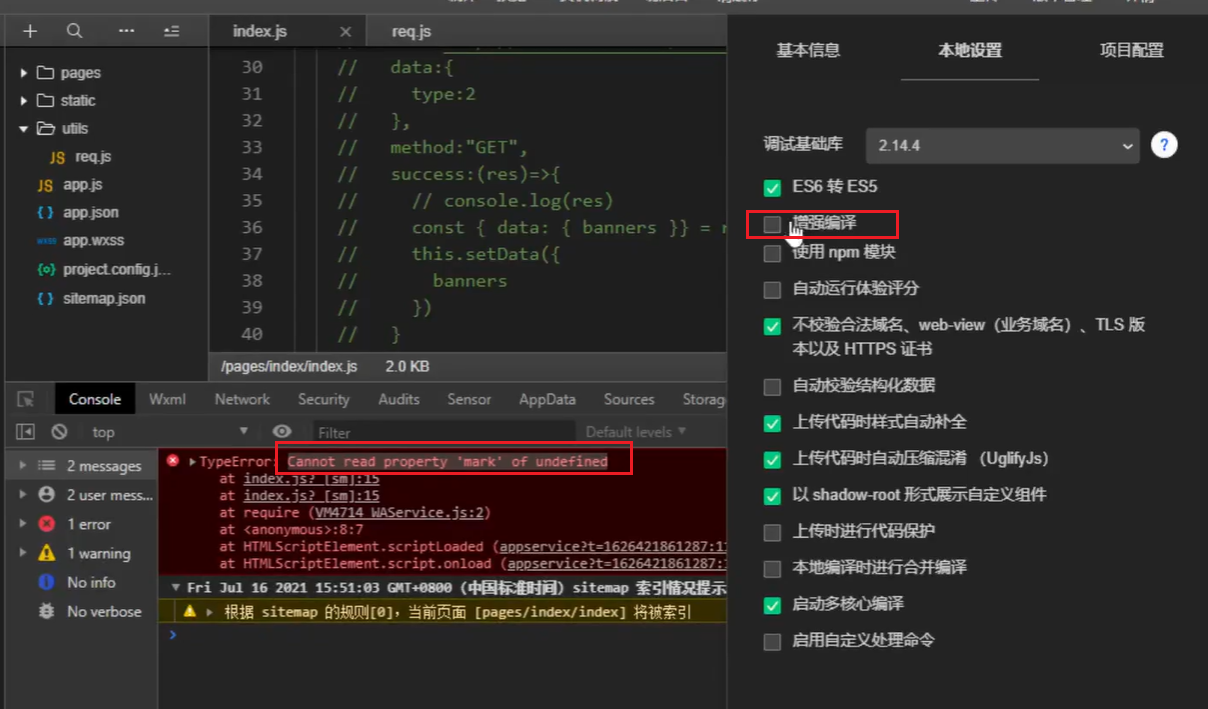 index.js
req.js
基本信息
本地设置
项目配置
pages
static
utils
JS req.js
JS app.js
{ } app.json
wxss app.wxss
{o} project.config.j...
{ } sitemap.json
30 // data:{
31 // type:2
32 // },
33 // method:"GET",
34 // success:(res)=>{
35 // // console.log(res)
36 // const { data: { banners }} = r
37 // this.setData({
38 // banners
39 // })
40 // }
/pages/index/index.js 2.0 KB
调试基础库 2.14.4 ?
ES6 转 ES5
增强编译
使用 npm 模块
自动运行体验评分
不校验合法域名、web-view（业务域名）、TLS 版
本以及 HTTPS 证书
自动校验结构化数据
上传代码时样式自动补全
上传代码时自动压缩混淆 （UglifyJs）
以 shadow-root 形式展示自定义组件
上传时进行代码保护
本地编译时进行合并编译
启动多核心编译
启用自定义处理命令
Console Wxml Network Security Audits Sensor AppData Sources Storag
top Filter Default levels
2 messages
2 user mess...
1 error
1 warning
No info
No verbose
TypeError: Cannot read property 'mark' of undefined
at index.js? [sm]:15
at index.js? [sm]:15
at require (VM4714 WAService.js:2)
at <anonymous>:8:7
at HTMLScriptElement.scriptLoaded (appservice?t=1626421861287:1
at HTMLScriptElement.script.onload (appservice?t=1626421861287:
Fri Jul 16 2021 15:51:03 GMT+0800 (中国标准时间) sitemap 索引情况提示
根据 sitemap 的规则[0]，当前页面 [pages/index/index] 将被索引